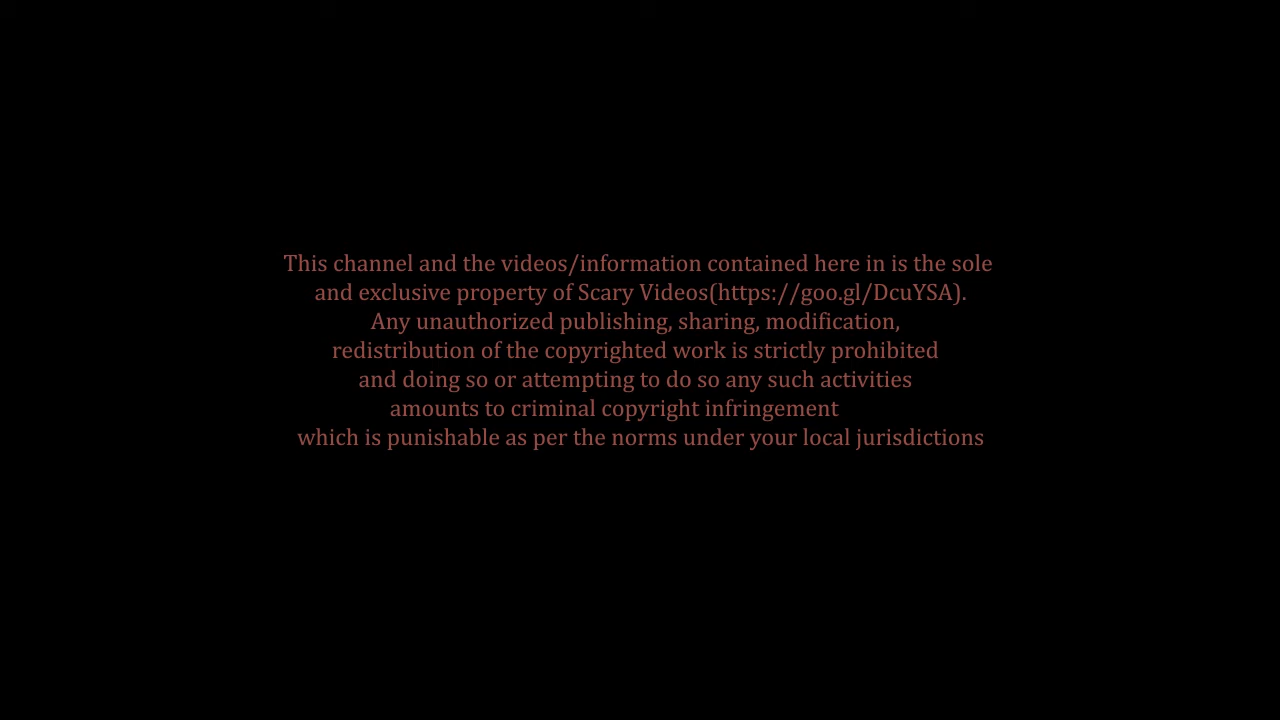 This channel and the videos/information contained here in is the sole
and exclusive property of Scary Videos(https://goo.gl/DcuYSA).
Any unauthorized publishing, sharing, modification,
redistribution of the copyrighted work is strictly prohibited
and doing so or attempting to do so any such activities
amounts to criminal copyright infringement
which is punishable as per the norms under your local jurisdictions